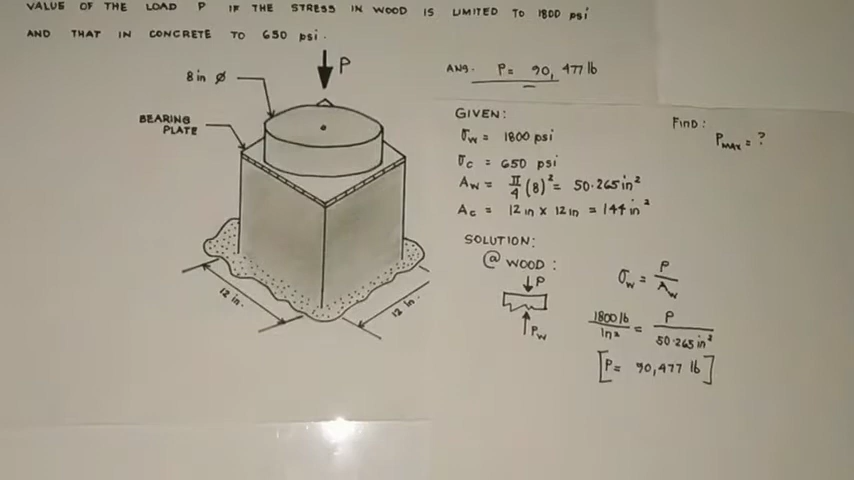 VALUE OF THE LOAD P IF THE STRESS IN WOOD IS LIMITED TO 1800 psi
AND THAT IN CONCRETE TO 650 psi.
P
8 in Ø
BEARING
PLATE
12 in.
12 in.
ANS. P = 90,477 lb
GIVEN:
σw = 1800 psi
σc = 650 psi
Aw = π/4 (8)² = 50.265 in²
Ac = 12 in x 12 in = 144 in²
FIND:
PMAX = ?
SOLUTION:
@ WOOD:
P
Pw
σw = P/Aw
1800 lb/in² = P/50.265 in²
[P = 90,477 lb]